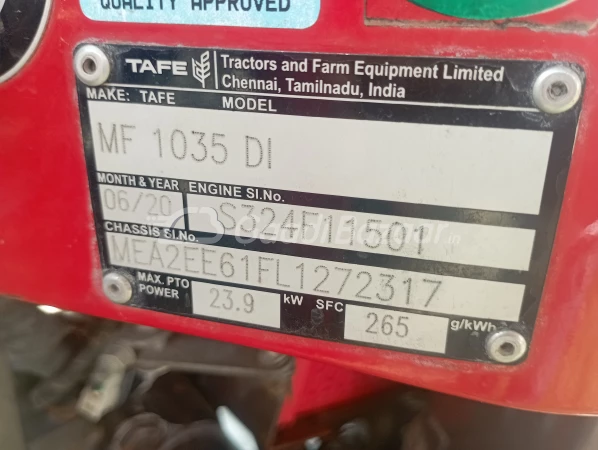 QUALITY APPROVED
TAFE Tractors and Farm Equipment Limited
Chennai, Tamilnadu, India
MAKE: TAFE MODEL
MF 1035 DI
MONTH & YEAR ENGINE Sl.No.
06/20 S324F11501
CHASSIS Sl.No.
MEA2EE61FL1272317
MAX. PTO POWER 23.9 kW SFC 265 g/kWh